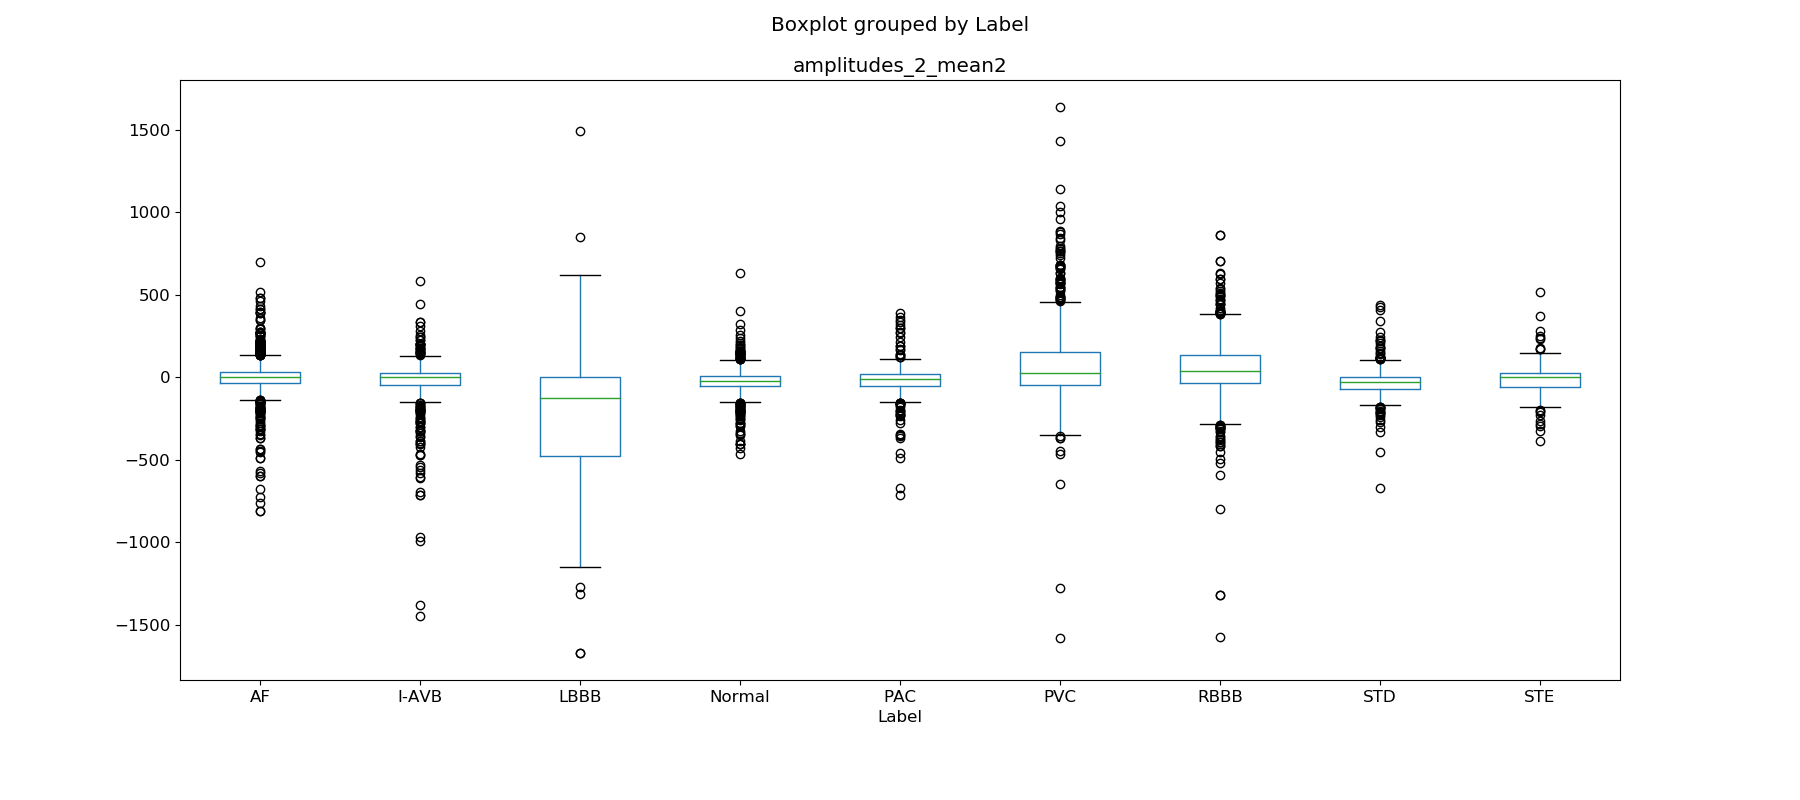 Boxplot grouped by Label
amplitudes_2_mean2
1500
1000
500
0
−500
−1000
−1500
AF I-AVB LBBB Normal PAC PVC RBBB STD STE
Label